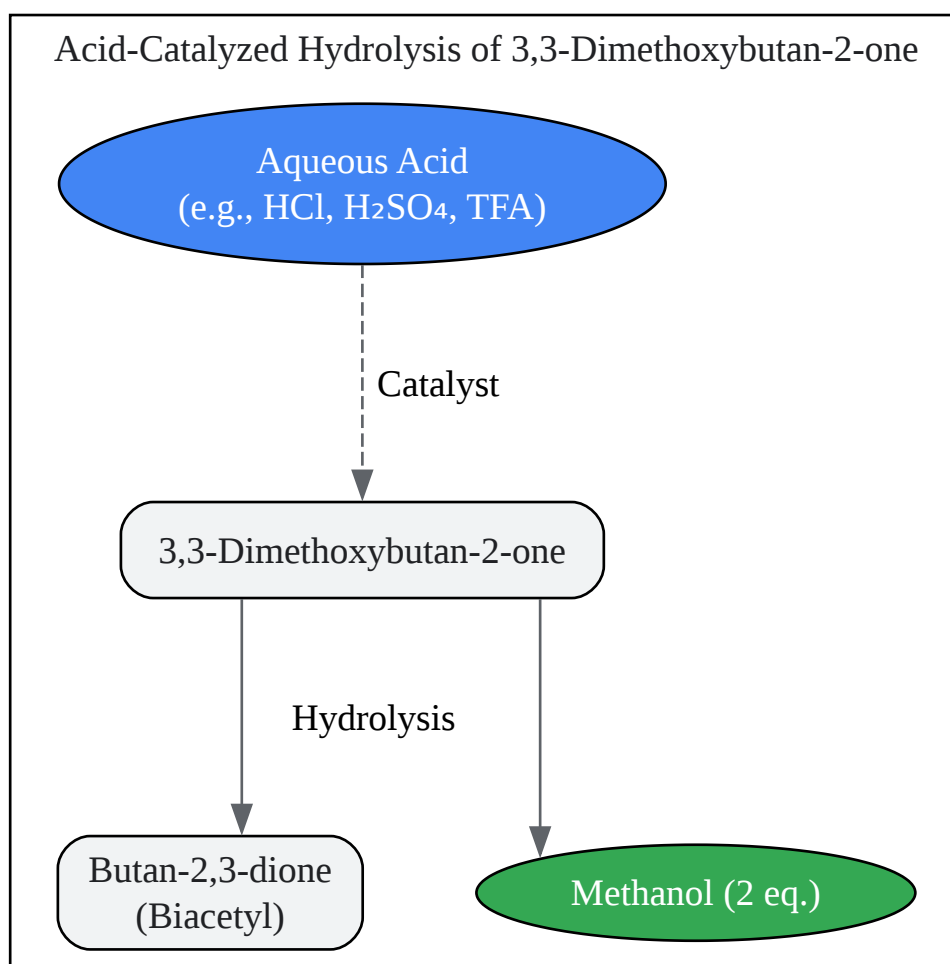 Acid-Catalyzed Hydrolysis of 3,3-Dimethoxybutan-2-one
Aqueous Acid
(e.g., HCl, H₂SO₄, TFA)
Catalyst
3,3-Dimethoxybutan-2-one
Hydrolysis
Butan-2,3-dione
(Biacetyl)
Methanol (2 eq.)